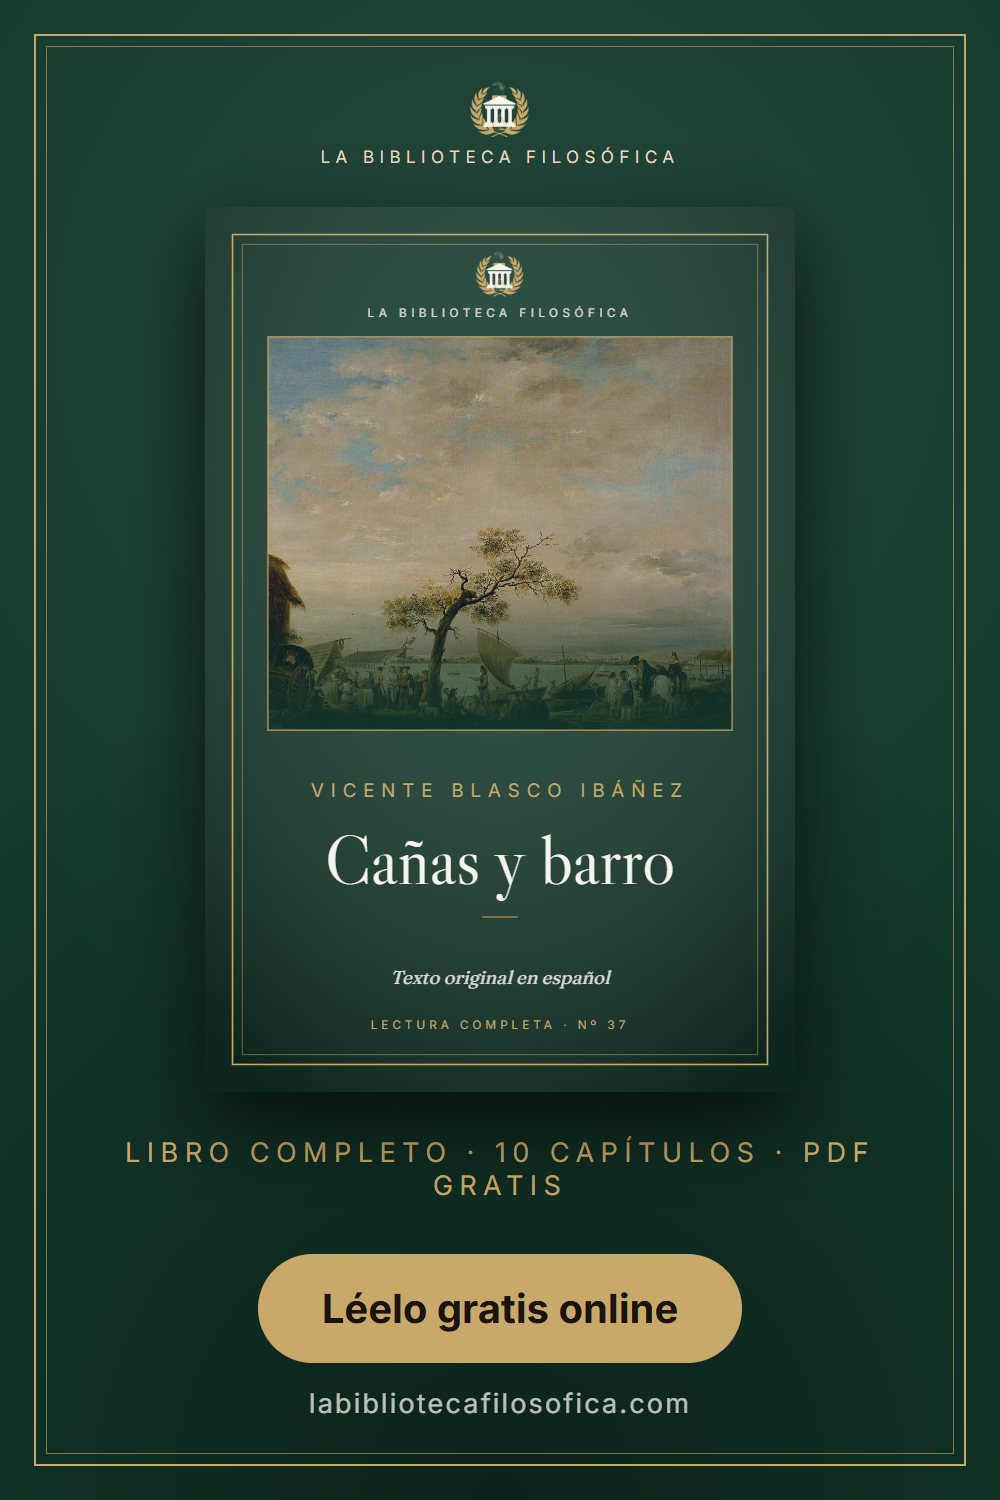 LA BIBLIOTECA FILOSÓFICA
LA BIBLIOTECA FILOSÓFICA
VICENTE BLASCO IBÁÑEZ
Cañas y barro
Texto original en español
LECTURA COMPLETA · Nº 37
LIBRO COMPLETO · 10 CAPÍTULOS · PDF
GRATIS
Léelo gratis online
labibliotecafilosofica.com